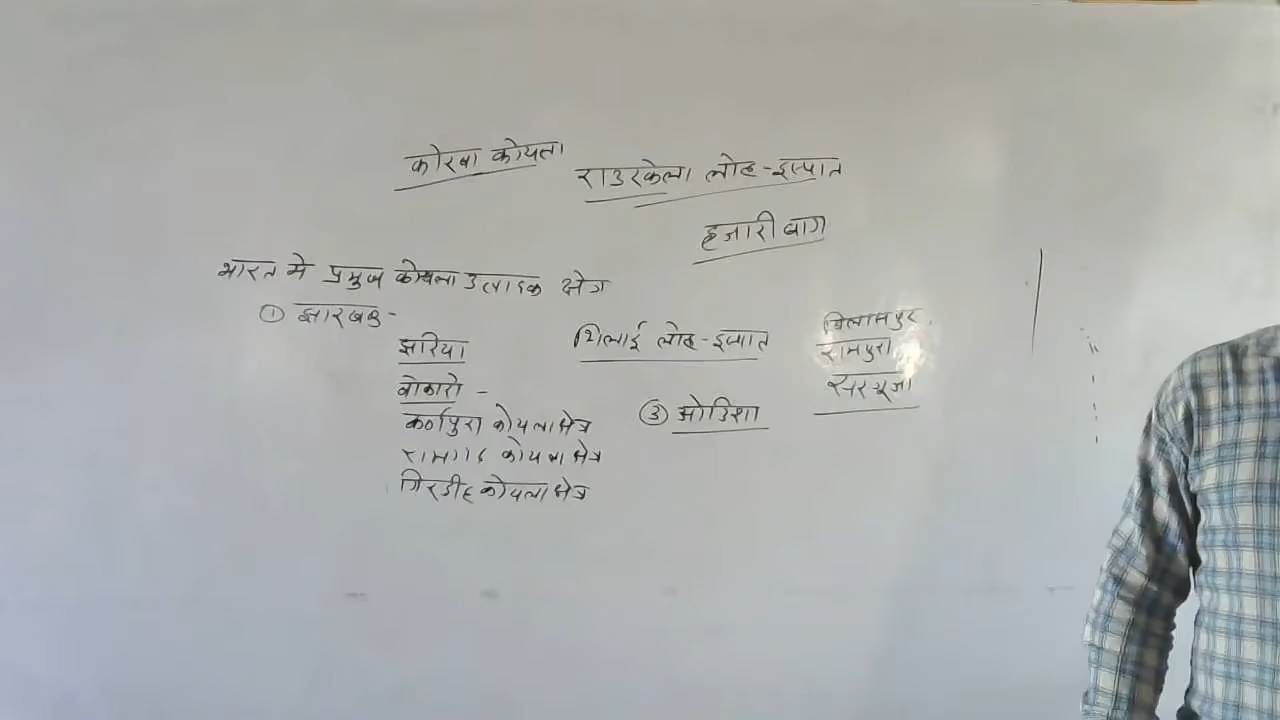 कोरबा कोयला
राउरकेला लौह-इस्पात
हजारीबाग
भारत मे प्रमुख कोयला उत्पादक क्षेत्र
① झारखंड-
झरिया
बोकारो -
कर्णपुरा कोयला क्षेत्र
रामगढ़ कोयला क्षेत्र
गिरडीह कोयला क्षेत्र
भिलाई लौह-इस्पात
③ ओडिशा
बिलासपुर
रामपुरा
सरगूजा